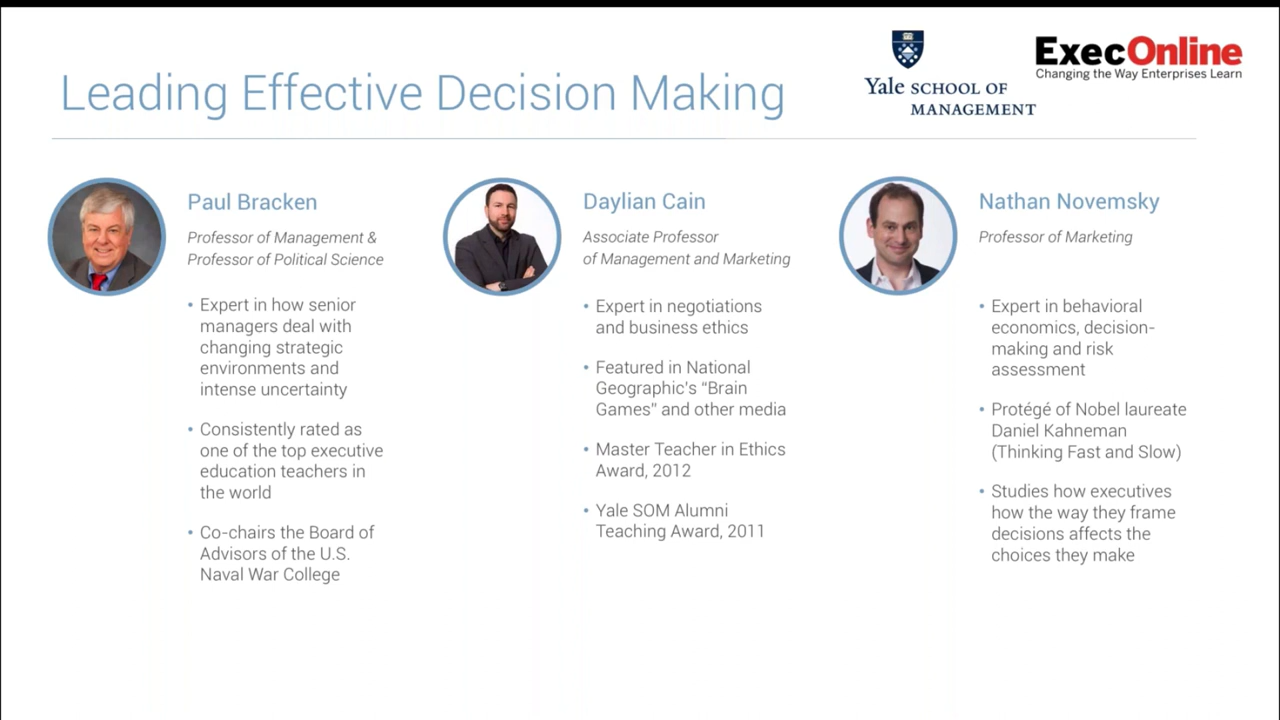 Leading Effective Decision Making
Yale SCHOOL OF
MANAGEMENT
ExecOnline
Changing the Way Enterprises Learn
Paul Bracken
Professor of Management &
Professor of Political Science
• Expert in how senior
managers deal with
changing strategic
environments and
intense uncertainty
• Consistently rated as
one of the top executive
education teachers in
the world
• Co-chairs the Board of
Advisors of the U.S.
Naval War College
Daylian Cain
Associate Professor
of Management and Marketing
• Expert in negotiations
and business ethics
• Featured in National
Geographic's “Brain
Games” and other media
• Master Teacher in Ethics
Award, 2012
• Yale SOM Alumni
Teaching Award, 2011
Nathan Novemsky
Professor of Marketing
• Expert in behavioral
economics, decision-
making and risk
assessment
• Protégé of Nobel laureate
Daniel Kahneman
(Thinking Fast and Slow)
• Studies how executives
how the way they frame
decisions affects the
choices they make